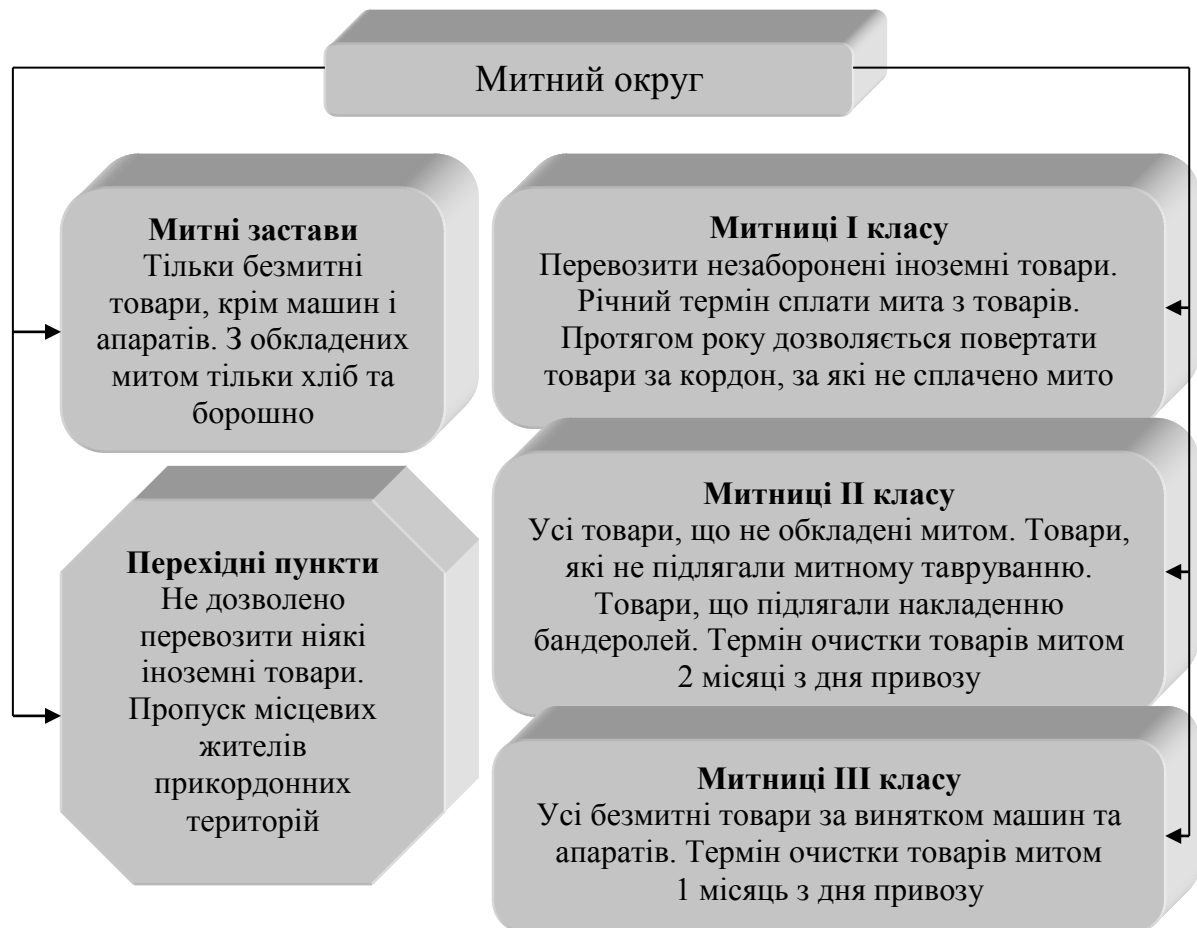 Митний округ
Митні застави
Тільки безмитні
товари, крім машин і
апаратів. З обкладених
митом тільки хліб та
борошно
Перехідні пункти
Не дозволено
перевозити ніякі
іноземні товари.
Пропуск місцевих
жителів
прикордонних
територій
Митниці I класу
Перевозити незаборонені іноземні товари.
Річний термін сплати мита з товарів.
Протягом року дозволяється повертати
товари за кордон, за які не сплачено мито
Митниці II класу
Усі товари, що не обкладені митом. Товари,
які не підлягали митному тавруванню.
Товари, що підлягали накладенню
бандеролей. Термін очистки товарів митом
2 місяці з дня привозу
Митниці III класу
Усі безмитні товари за винятком машин та
апаратів. Термін очистки товарів митом
1 місяць з дня привозу